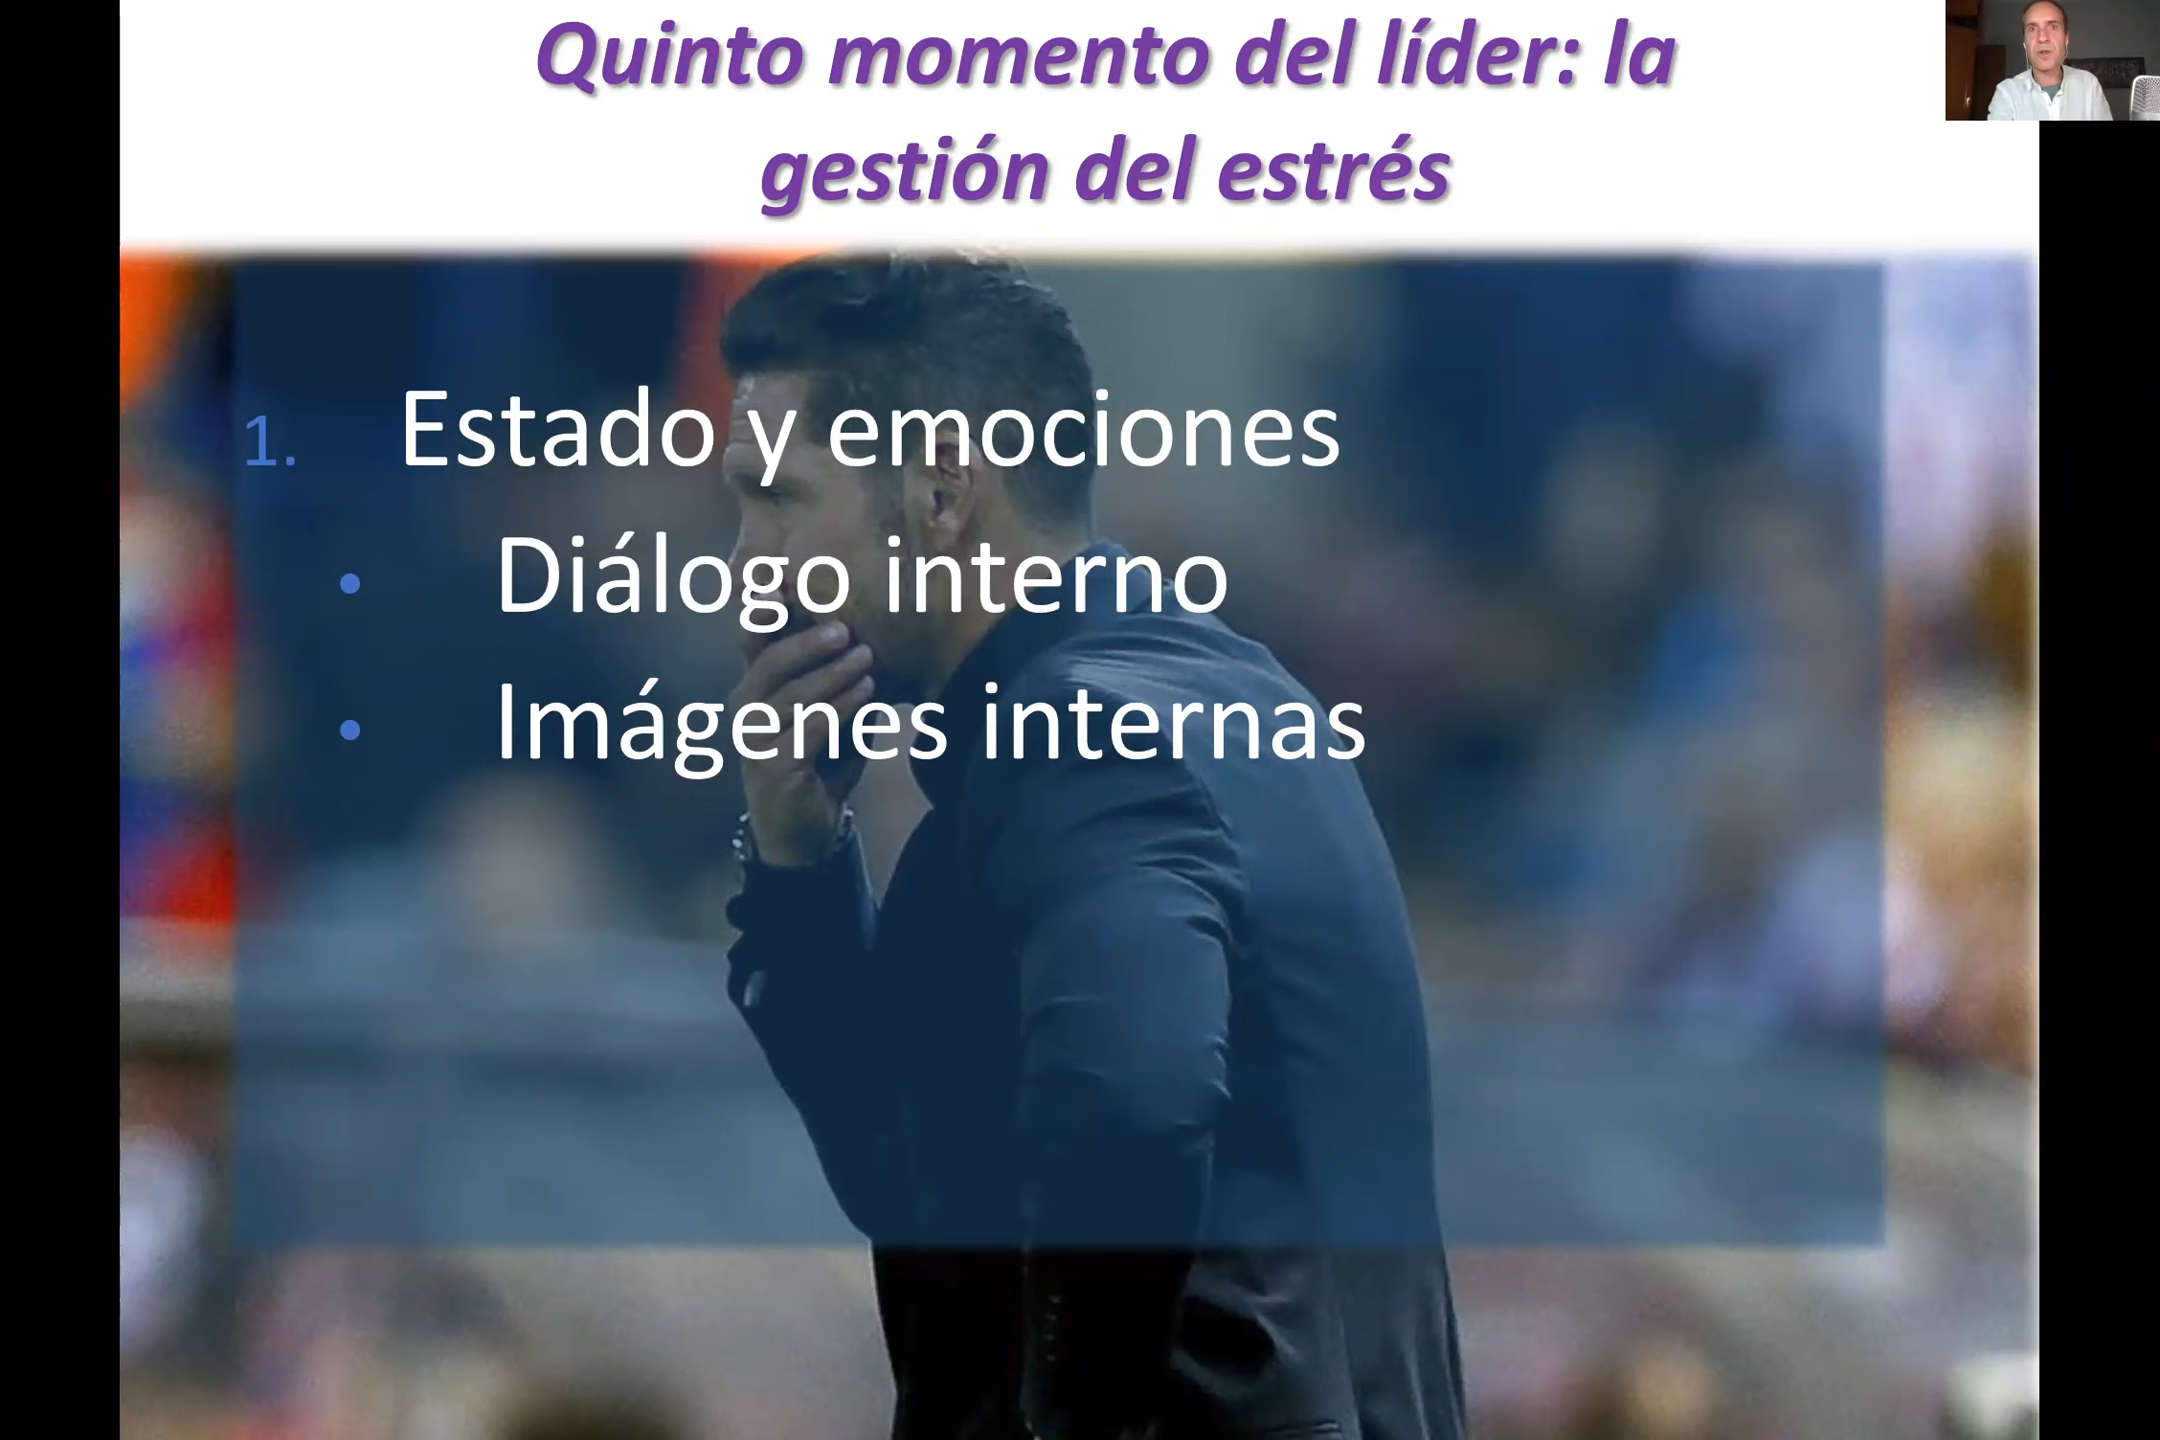 Quinto momento del líder: la
gestión del estrés
1. Estado y emociones
• Diálogo interno
• Imágenes internas